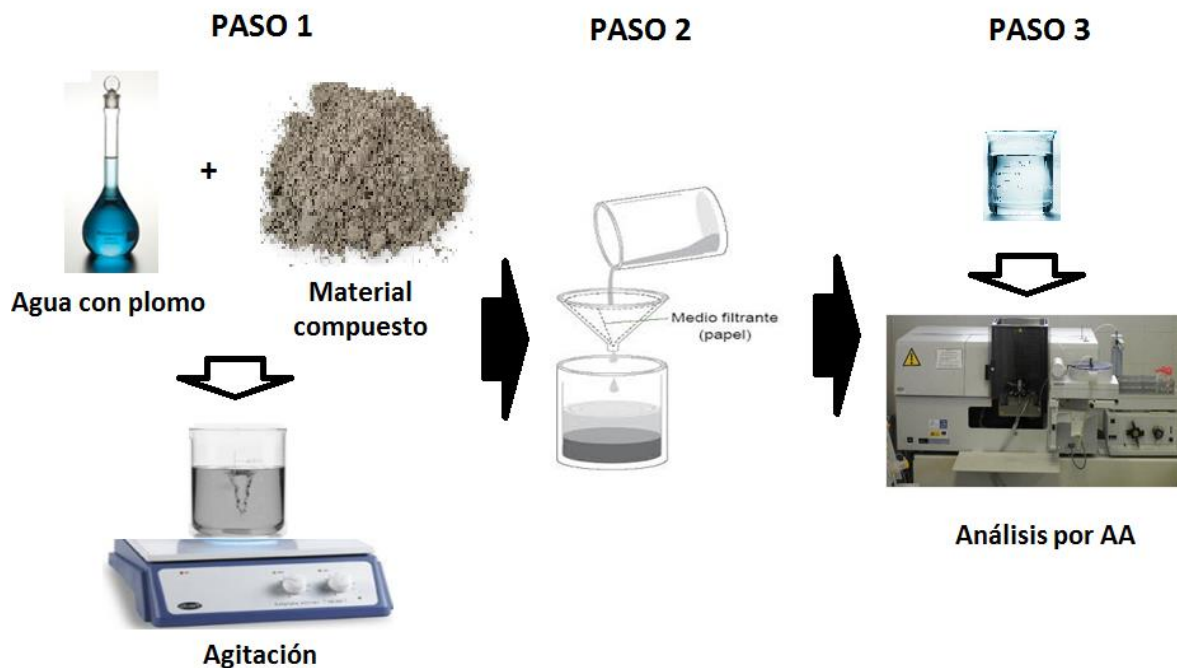 PASO 1
PASO 2
PASO 3
+
Agua con plomo
Material
compuesto
Medio filtrante
(papel)
Agitación
Análisis por AA